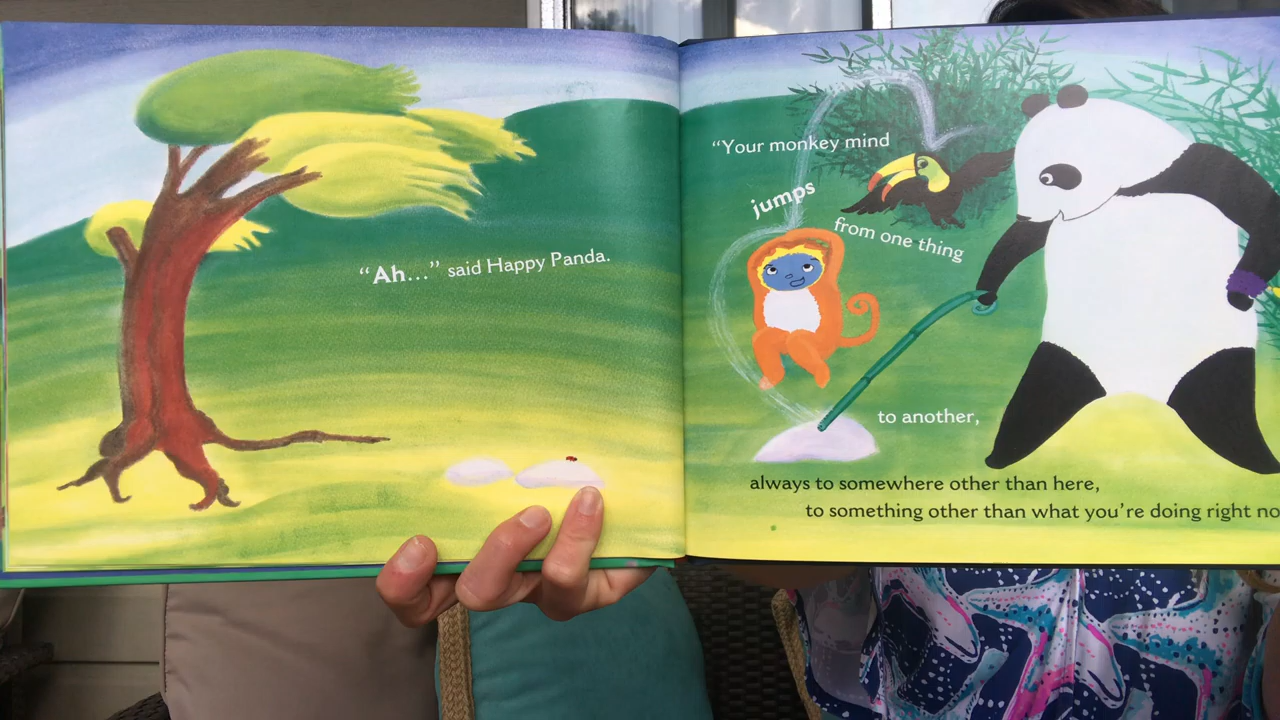 “Ah...” said Happy Panda.
“Your monkey mind
jumps
from one thing
to another,
always to somewhere other than here,
to something other than what you’re doing right no